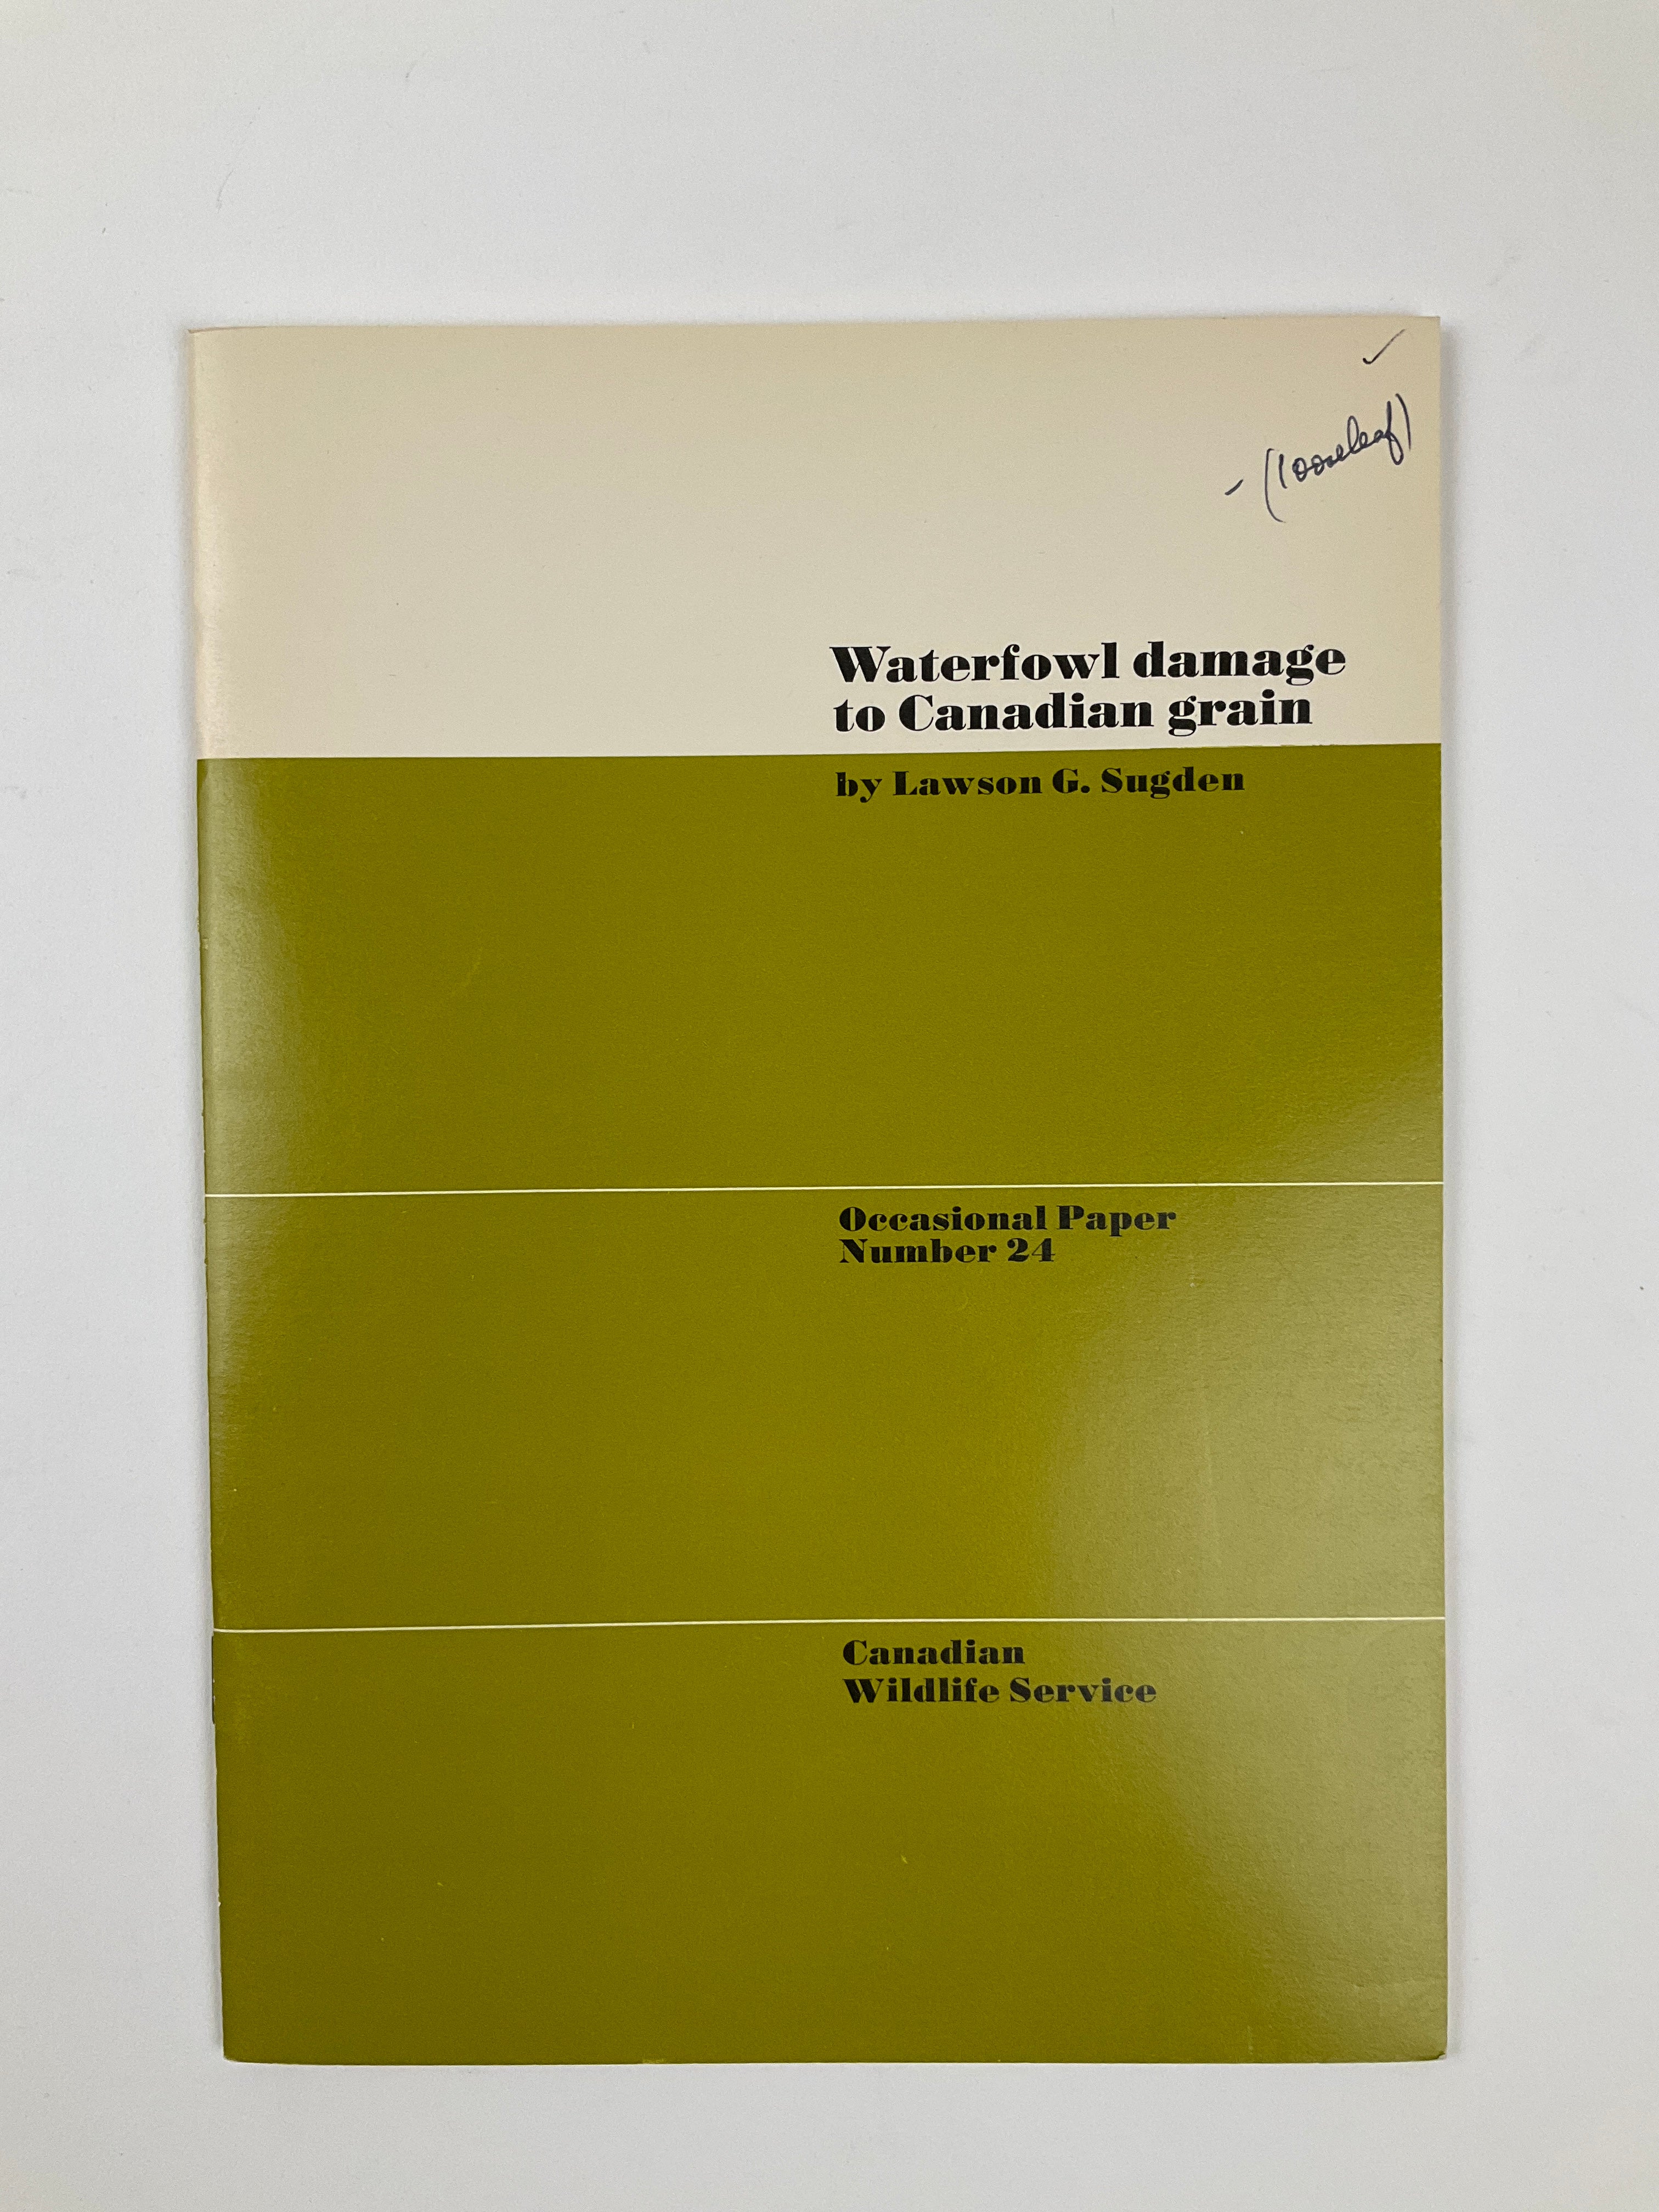 ✓
- (looseleaf)
Waterfowl damage
to Canadian grain
by Lawson G. Sugden
Occasional Paper
Number 24
Canadian
Wildlife Service